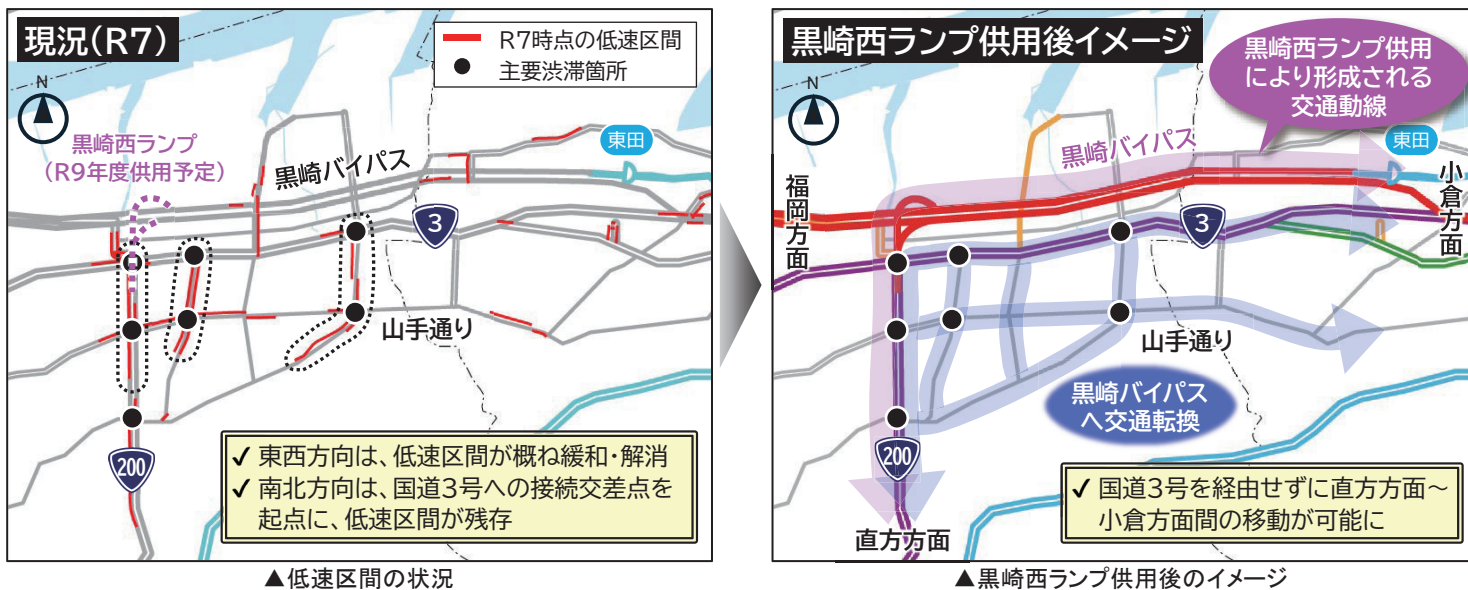 現況(R7)
R7時点の低速区間
主要渋滞箇所
N
黒崎西ランプ
(R9年度供用予定)
黒崎バイパス
東田
3
山手通り
200
✓ 東西方向は、低速区間が概ね緩和・解消
✓ 南北方向は、国道3号への接続交差点を
起点に、低速区間が残存
▲低速区間の状況
黒崎西ランプ供用後イメージ
黒崎西ランプ供用
により形成される
交通動線
N
黒崎バイパス
東田
福岡方面
小倉方面
3
山手通り
黒崎バイパス
へ交通転換
200
直方方面
✓ 国道3号を経由せずに直方方面～
小倉方面間の移動が可能に
▲黒崎西ランプ供用後のイメージ